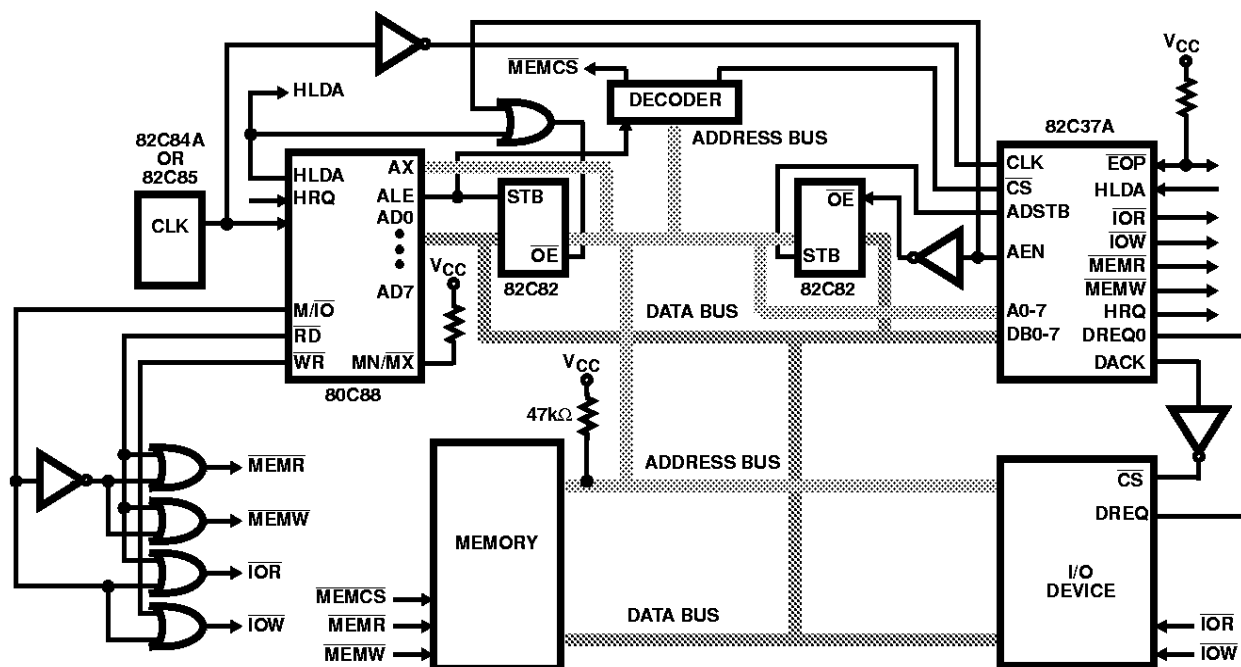 VCC
MEMCS
DECODER
HLDA
82C84A
OR
82C85
CLK
ADDRESS BUS
82C37A
HLDA
HRQ
M/IO
RD
WR
AX
ALE
AD0
AD7
MN/MX
80C88
VCC
STB
OE
82C82
OE
STB
82C82
CLK
CS
ADSTB
AEN
A0-7
DB0-7
EOP
HLDA
IOR
IOW
MEMR
MEMW
HRQ
DREQ0
DACK
DATA BUS
VCC
47kΩ
ADDRESS BUS
MEMR
MEMW
IOR
IOW
MEMORY
MEMCS
MEMR
MEMW
DATA BUS
CS
DREQ
I/O
DEVICE
IOR
IOW